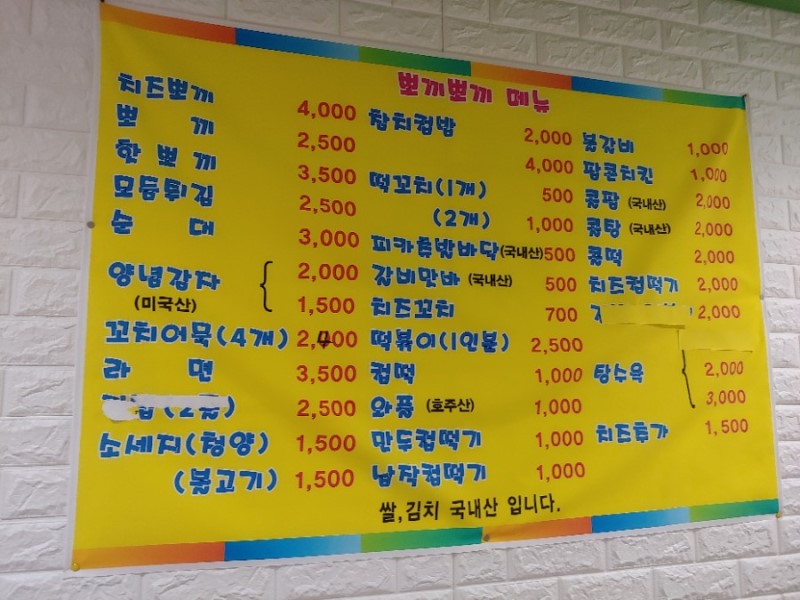 뽀끼뽀끼 메뉴
치즈뽀끼 4,000
뽀 끼 2,500
핫 뽀 끼 3,500
모듬튀김 2,500
순 대 3,000
양념감자 { 2,000
(미국산) 1,500
꼬치어묵(4개) 2,400
라 면 3,500
2,500
소세지(청양) 1,500
(불고기) 1,500
참치컵밥 2,000
4,000
떡꼬치(1개) 500
(2개) 1,000
피카츄발바닥(국내산) 500
갈비맛바 (국내산) 500
치즈꼬치 700
떡볶이(1인분) 2,500
컵떡 1,000
와플 (호주산) 1,000
만두컵떡기 1,000
납작컵떡기 1,000
불갈비 1,000
팝콘치킨 1,000
콜팝 (국내산) 2,000
콜탕 (국내산) 2,000
콜떡 2,000
치즈컵떡기 2,000
2,000
탕수육 { 2,000
3,000
치즈추가 1,500
쌀,김치 국내산 입니다.